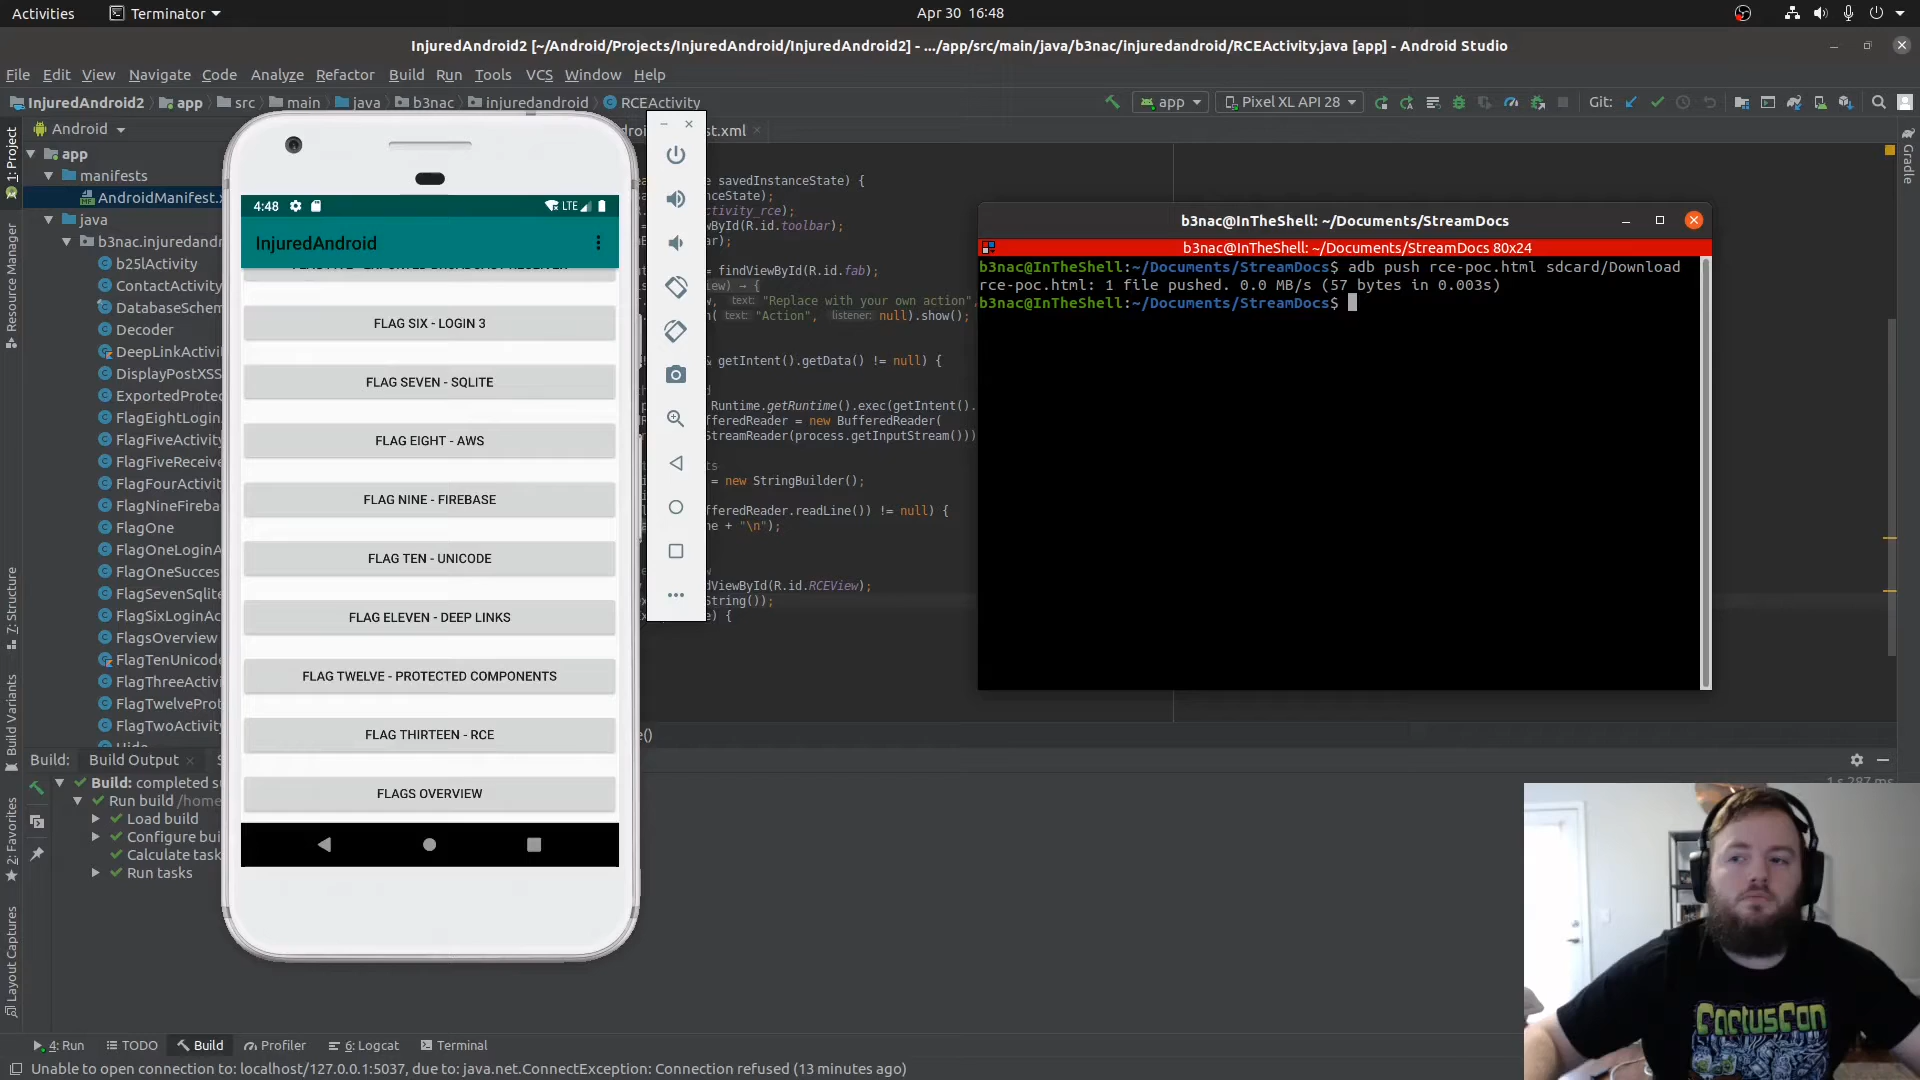 Activities
Terminator
Apr 30 16:48
InjuredAndroid2 [~/Android/Projects/InjuredAndroid/InjuredAndroid2] - .../app/src/main/java/b3nac/injuredandroid/RCEActivity.java [app] - Android Studio
File Edit View Navigate Code Analyze Refactor Build Run Tools VCS Window Help
InjuredAndroid2 app src main java b3nac injuredandroid RCEActivity
app Pixel XL API 28 Git:
Android
st.xml
1: Project
Resource Manager
7: Structure
Build Variants
2: Favorites
Layout Captures
Gradle
app
manifests
AndroidManifest.x
java
b3nac.injuredandr
b25lActivity
ContactActivity
DatabaseSchem
Decoder
DeepLinkActivi
DisplayPostXSS
ExportedProtec
FlagEightLogin
FlagFiveActivity
FlagFiveReceive
FlagFourActivit
FlagNineFireba
FlagOne
FlagOneLoginA
FlagOneSucces
FlagSevenSqlite
FlagSixLoginAc
FlagsOverview
FlagTenUnicode
FlagThreeActivi
FlagTwelveProt
FlagTwoActivity
4:48 LTE
InjuredAndroid
FLAG SIX - LOGIN 3
FLAG SEVEN - SQLITE
FLAG EIGHT - AWS
FLAG NINE - FIREBASE
FLAG TEN - UNICODE
FLAG ELEVEN - DEEP LINKS
FLAG TWELVE - PROTECTED COMPONENTS
FLAG THIRTEEN - RCE
FLAGS OVERVIEW
e savedInstanceState) {
ceState);
ctivity_rce);
ById(R.id.toolbar);
ar);
= findViewById(R.id.fab);
iew) → {
w, text: "Replace with your own action",
n( text: "Action", listener: null).show();
& getIntent().getData() != null) {
Runtime.getRuntime().exec(getIntent().
fferedReader = new BufferedReader(
StreamReader(process.getInputStream()))
ts
= new StringBuilder();
fferedReader.readLine()) != null) {
ne + "\n");
dViewById(R.id.RCEView);
String());
e) {
e()
b3nac@InTheShell: ~/Documents/StreamDocs
b3nac@InTheShell: ~/Documents/StreamDocs 80x24
b3nac@InTheShell:~/Documents/StreamDocs$ adb push rce-poc.html sdcard/Download
rce-poc.html: 1 file pushed. 0.0 MB/s (57 bytes in 0.003s)
b3nac@InTheShell:~/Documents/StreamDocs$
Build: Build Output
Build: completed su
Run build /home
Load build
Configure bui
Calculate task
Run tasks
CactusCon
4: Run TODO Build Profiler 6: Logcat Terminal
Unable to open connection to: localhost/127.0.0.1:5037, due to: java.net.ConnectException: Connection refused (13 minutes ago)